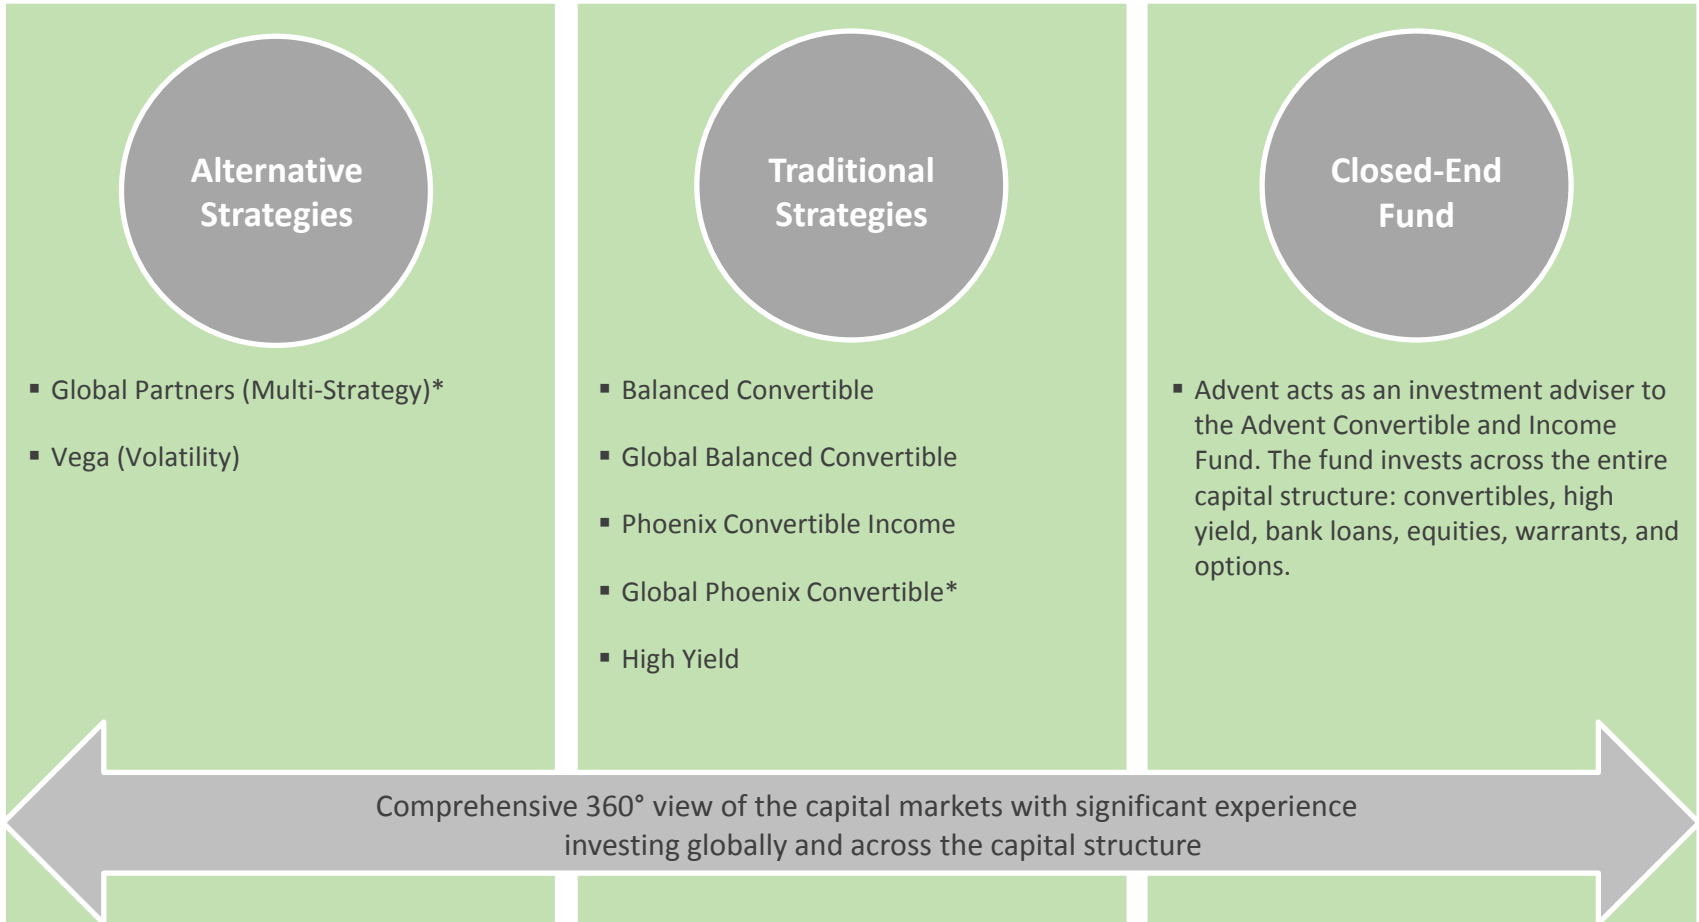 Alternative
Strategies
▪ Global Partners (Multi-Strategy)*
▪ Vega (Volatility)
Traditional
Strategies
▪ Balanced Convertible
▪ Global Balanced Convertible
▪ Phoenix Convertible Income
▪ Global Phoenix Convertible*
▪ High Yield
Closed-End
Fund
▪ Advent acts as an investment adviser to
the Advent Convertible and Income
Fund. The fund invests across the entire
capital structure: convertibles, high
yield, bank loans, equities, warrants, and
options.
Comprehensive 360° view of the capital markets with significant experience
investing globally and across the capital structure